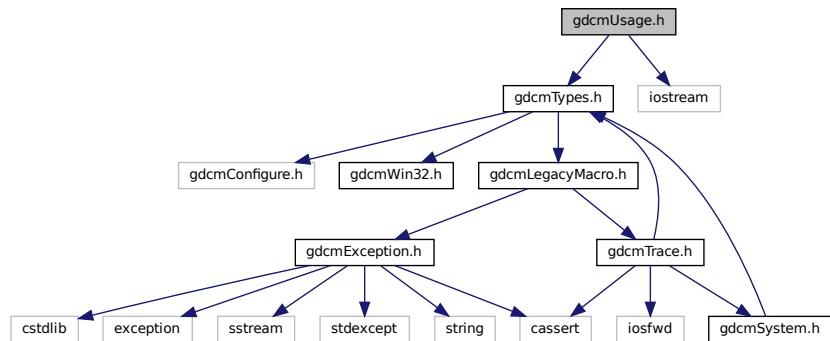 gdcmUsage.h
gdcmTypes.h
iostream
gdcmConfigure.h
gdcmWin32.h
gdcmLegacyMacro.h
gdcmException.h
gdcmTrace.h
cstdlib
exception
sstream
stdexcept
string
cassert
iosfwd
gdcmSystem.h